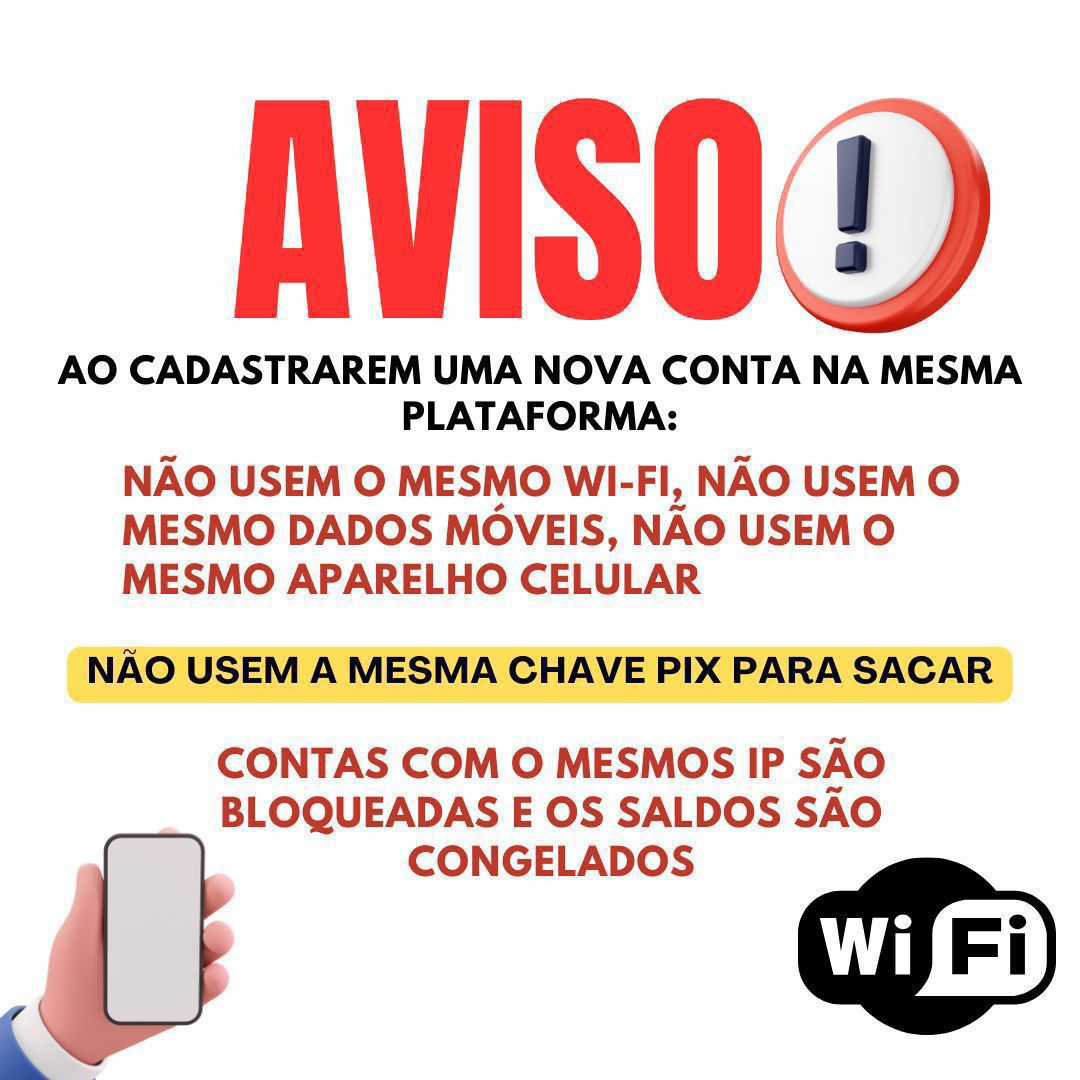 AVISO!
AO CADASTRAREM UMA NOVA CONTA NA MESMA
PLATAFORMA:
NÃO USEM O MESMO WI-FI, NÃO USEM O
MESMO DADOS MÓVEIS, NÃO USEM O
MESMO APARELHO CELULAR
NÃO USEM A MESMA CHAVE PIX PARA SACAR
CONTAS COM O MESMOS IP SÃO
BLOQUEADAS E OS SALDOS SÃO
CONGELADOS
Wi Fi